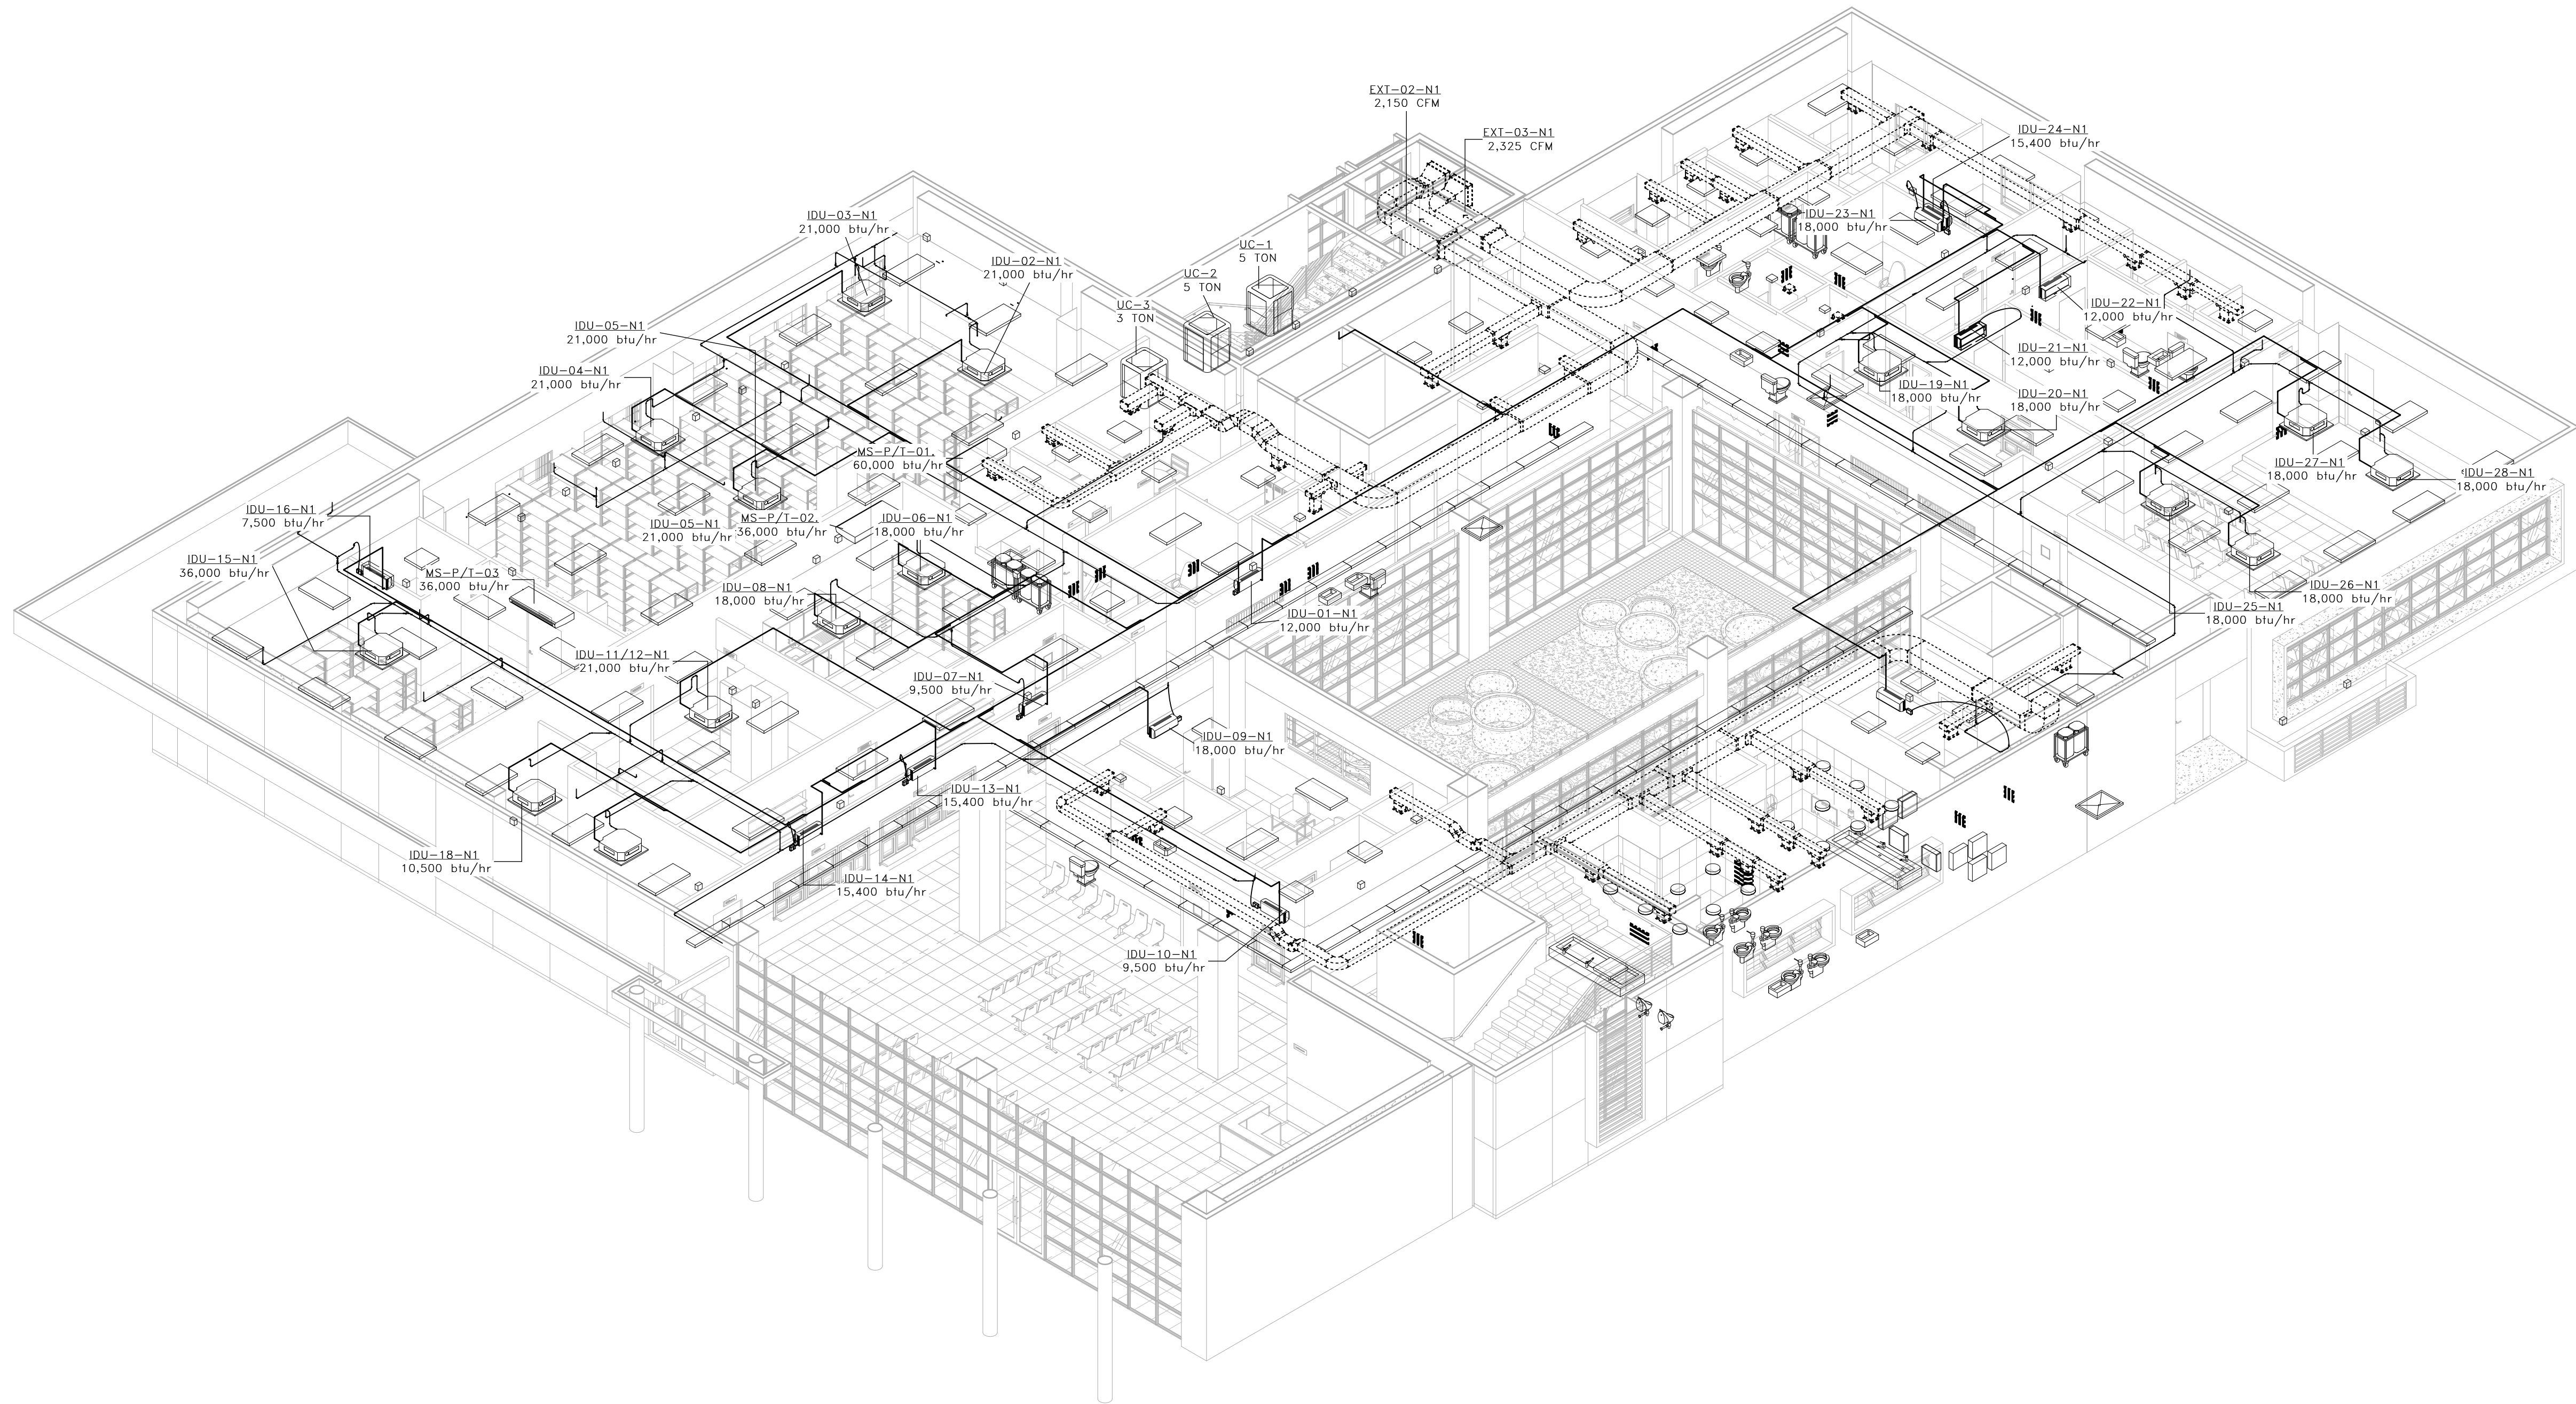 EXT-02-N1
2,150 CFM
EXT-03-N1
2,325 CFM
IDU-24-N1
15,400 btu/hr
IDU-03-N1
21,000 btu/hr
IDU-23-N1
18,000 btu/hr
UC-1
5 TON
IDU-02-N1
21,000 btu/hr
UC-2
5 TON
UC-3
3 TON
IDU-22-N1
12,000 btu/hr
IDU-05-N1
21,000 btu/hr
IDU-21-N1
12,000 btu/hr
IDU-04-N1
21,000 btu/hr
IDU-19-N1
18,000 btu/hr
IDU-20-N1
18,000 btu/hr
MS-P/T-01
60,000 btu/hr
IDU-27-N1
18,000 btu/hr
IDU-28-N1
18,000 btu/hr
IDU-16-N1
7,500 btu/hr
IDU-05-N1
21,000 btu/hr
MS-P/T-02
36,000 btu/hr
IDU-06-N1
18,000 btu/hr
IDU-15-N1
36,000 btu/hr
MS-P/T-03
36,000 btu/hr
IDU-08-N1
18,000 btu/hr
IDU-26-N1
18,000 btu/hr
IDU-01-N1
12,000 btu/hr
IDU-25-N1
18,000 btu/hr
IDU-11/12-N1
21,000 btu/hr
IDU-07-N1
9,500 btu/hr
IDU-09-N1
18,000 btu/hr
IDU-13-N1
15,400 btu/hr
IDU-18-N1
10,500 btu/hr
IDU-14-N1
15,400 btu/hr
IDU-10-N1
9,500 btu/hr